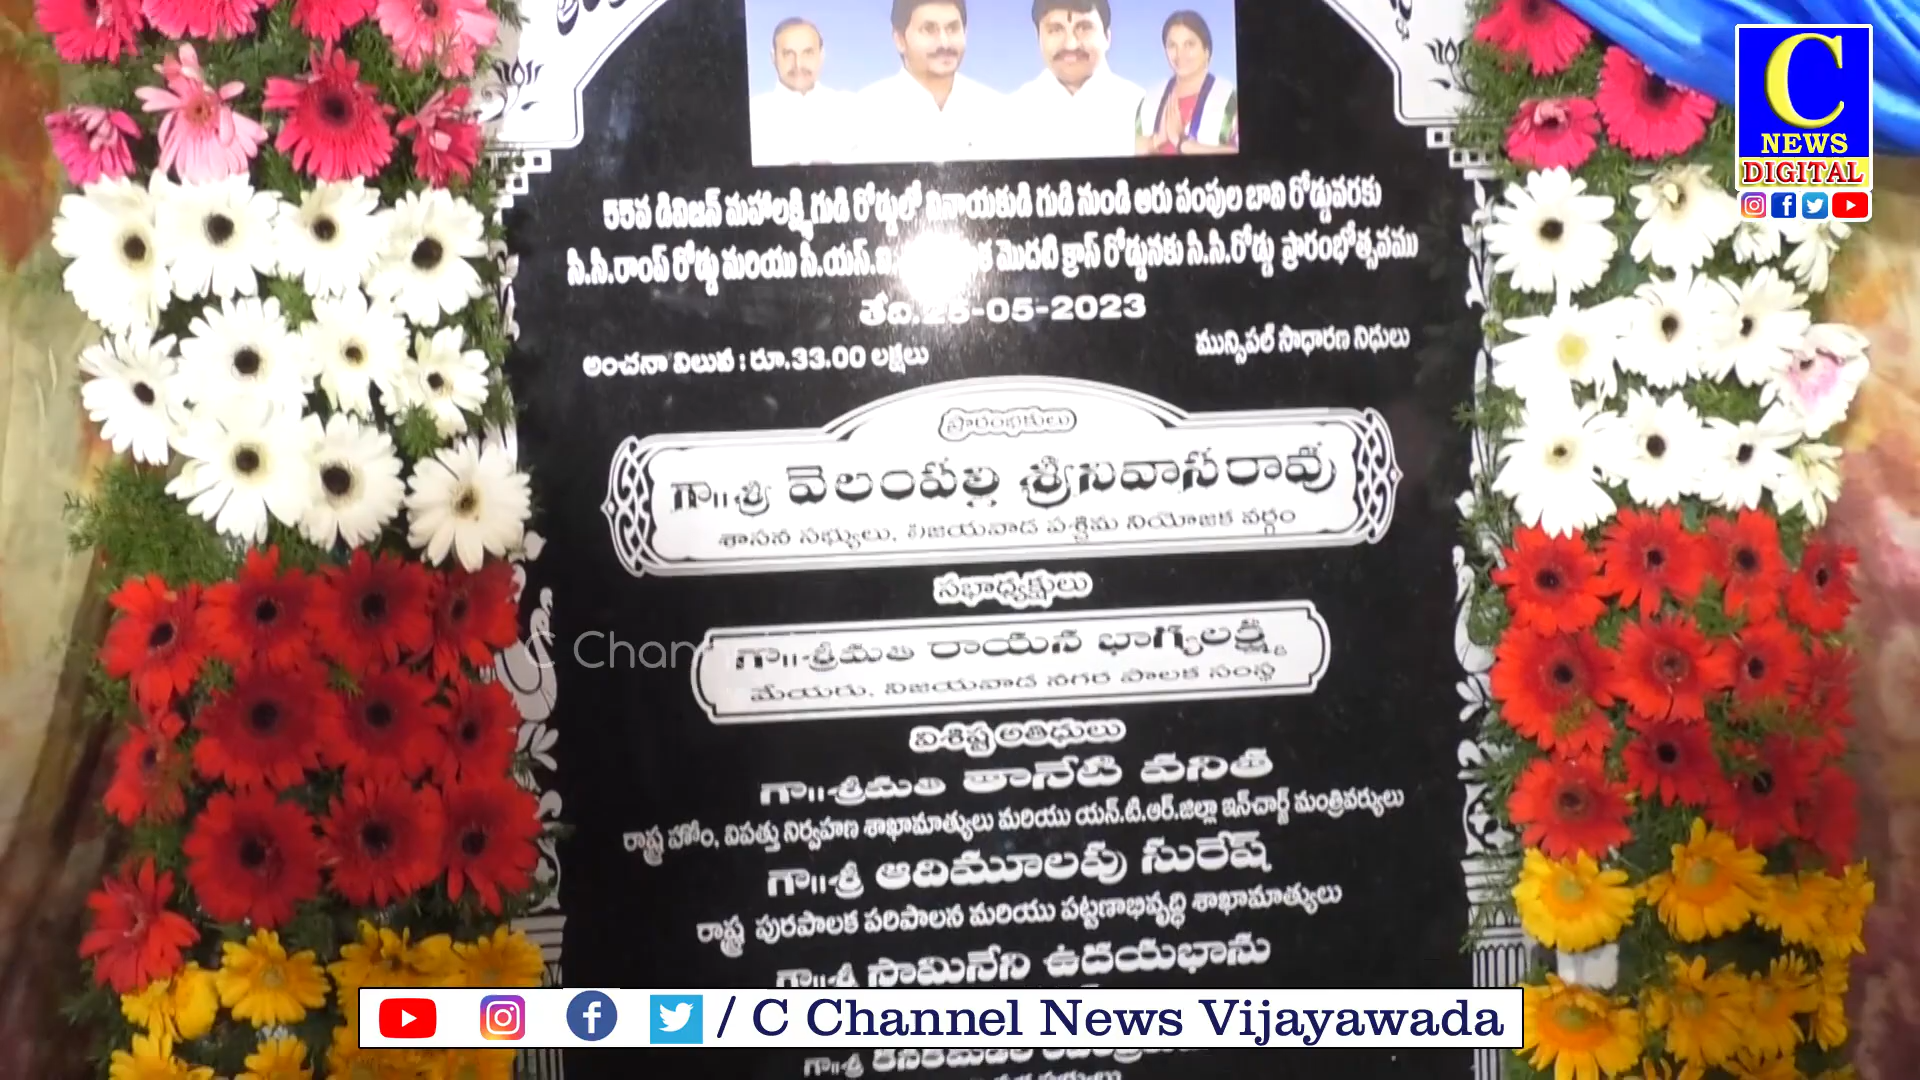 C
NEWS
DIGITAL
55వ డివిజన్ మహాలక్ష్మిగుడి రోడ్డులో వినాయకుడి గుడి నుండి ఆరు పంపుల బావి రోడ్డువరకు
సి.సి.రాంప్ రోడ్డు మరియు సి.యస్.ఐ. మొదటి క్రాస్ రోడ్డునకు సి.సి.రోడ్డు ప్రారంభోత్సవము
తేది.25-05-2023
అంచనా విలువ : రూ.33.00 లక్షలు
మున్సిపల్ సాధారణ నిధులు
ప్రారంభకులు
గౌ||శ్రీ వెలంపల్లి శ్రీనివాసరావు
శాసన సభ్యులు, విజయవాడ పశ్చిమ నియోజక వర్గం
సభాధ్యక్షులు
గౌ||శ్రీమతి రాయన భాగ్యలక్ష్మి
మేయరు, విజయవాడ నగర పాలక సంస్థ
విశిష్ట అతిధులు
గౌ||శ్రీమతి తానేటి వనిత
రాష్ట్ర హోం, విపత్తు నిర్వహణ శాఖామాత్యులు మరియు యన్.టి.ఆర్.జిల్లా ఇన్‌చార్జ్ మంత్రివర్యులు
గౌ||శ్రీ ఆదిమూలపు సురేష్
రాష్ట్ర పురపాలక పరిపాలన మరియు పట్టణాభివృద్ధి శాఖామాత్యులు
గౌ||శ్రీ సామినేని ఉదయభాను
/ C Channel News Vijayawada
గౌ||శ్రీ